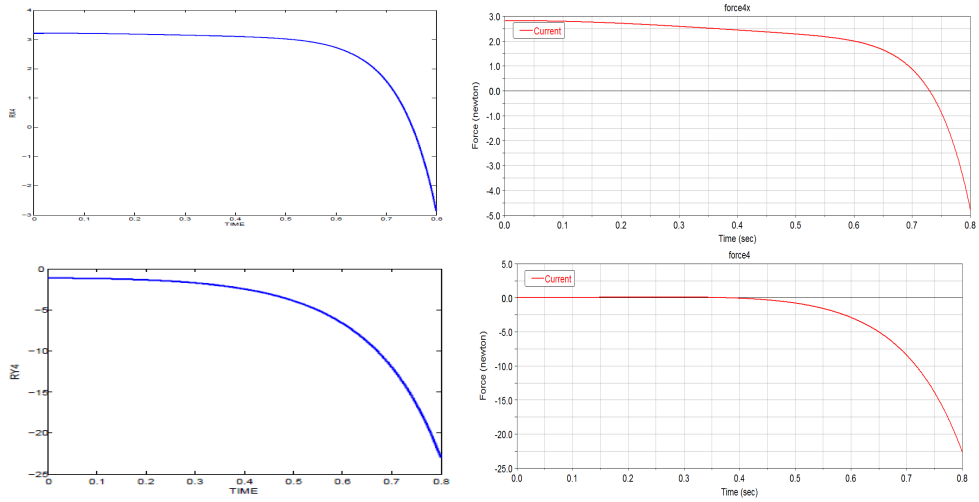 4
3
2
1
0
−1
−2
−3
RX4
0 0.1 0.2 0.3 0.4 0.5 0.6 0.7 0.8
TIME
force4x
Current
3.0
2.0
1.0
0.0
-1.0
-2.0
-3.0
-4.0
-5.0
Force (newton)
0.0 0.1 0.2 0.3 0.4 0.5 0.6 0.7 0.8
Time (sec)
0
−5
−10
−15
−20
−25
RY4
0 0.1 0.2 0.3 0.4 0.5 0.6 0.7 0.8
TIME
force4
Current
5.0
0.0
-5.0
-10.0
-15.0
-20.0
-25.0
Force (newton)
0.0 0.1 0.2 0.3 0.4 0.5 0.6 0.7 0.8
Time (sec)